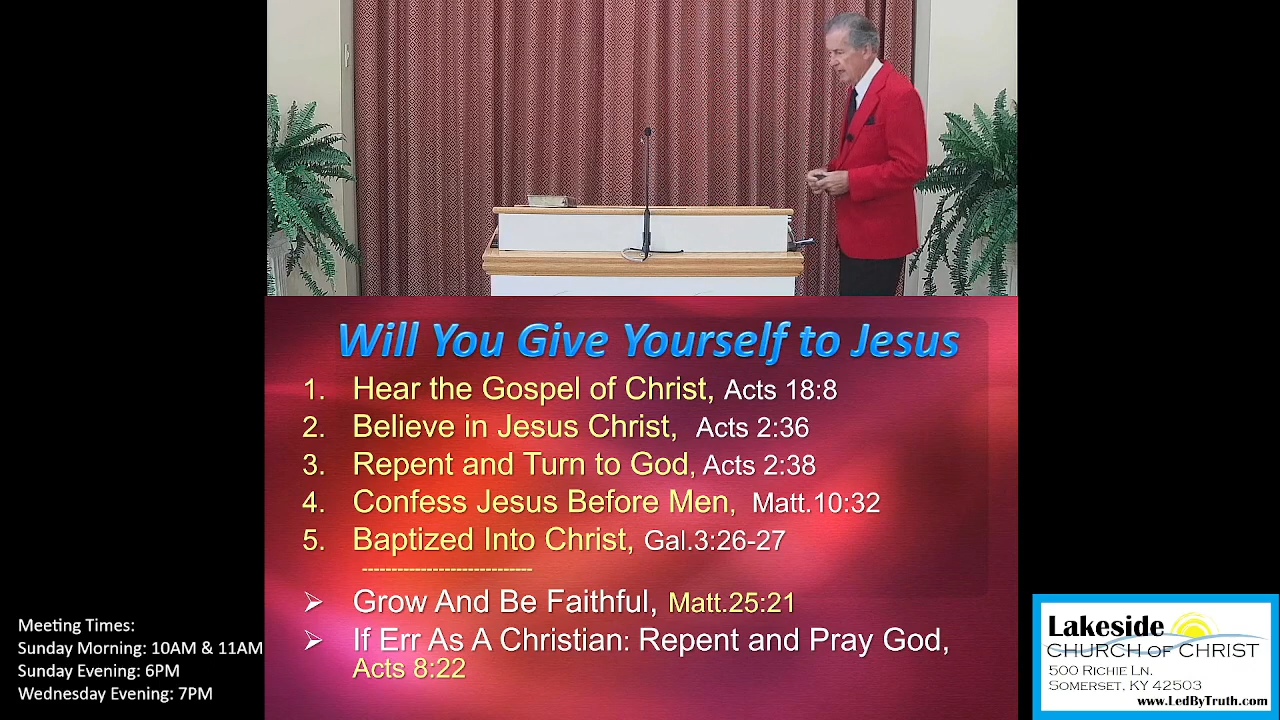 Will You Give Yourself to Jesus
1. Hear the Gospel of Christ, Acts 18:8
2. Believe in Jesus Christ, Acts 2:36
3. Repent and Turn to God, Acts 2:38
4. Confess Jesus Before Men, Matt.10:32
5. Baptized Into Christ, Gal.3:26-27
-----------------------------
➢ Grow And Be Faithful, Matt.25:21
➢ If Err As A Christian: Repent and Pray God,
Acts 8:22
Meeting Times:
Sunday Morning: 10AM & 11AM
Sunday Evening: 6PM
Wednesday Evening: 7PM
Lakeside
CHURCH OF CHRIST
500 RICHIE LN.
SOMERSET, KY 42503
www.LedByTruth.com